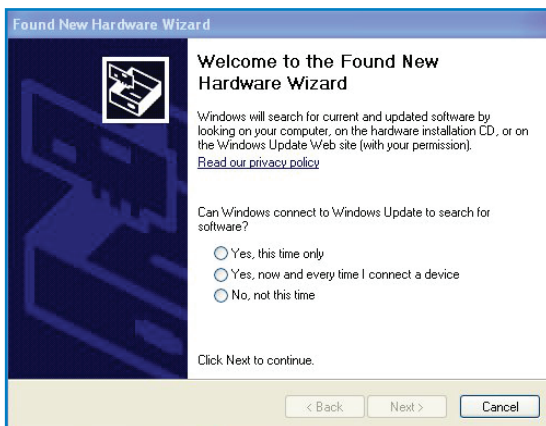 Found New Hardware Wizard
Welcome to the Found New
Hardware Wizard
Windows will search for current and updated software by
looking on your computer, on the hardware installation CD, or on
the Windows Update Web site (with your permission).
Read our privacy policy
Can Windows connect to Windows Update to search for
software?
Yes, this time only
Yes, now and every time I connect a device
No, not this time
Click Next to continue.
< Back
Next >
Cancel